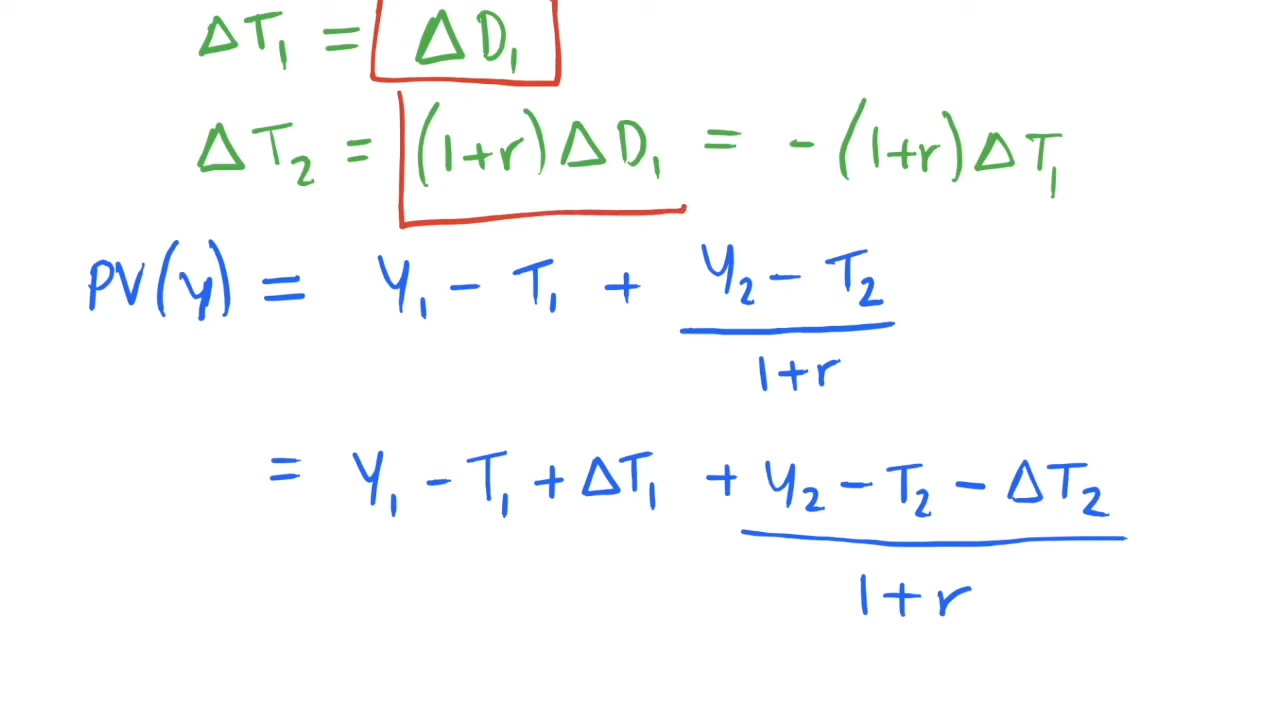 ΔT₁ = ΔD₁
ΔT₂ = (1+r)ΔD₁ = -(1+r)ΔT₁
PV(y) = Y₁ - T₁ + (Y₂ - T₂)/(1+r)
= Y₁ - T₁ + ΔT₁ + (Y₂ - T₂ - ΔT₂)/(1+r)